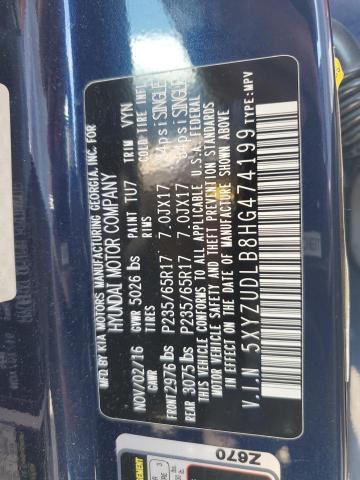 MFD BY KIA MOTORS MANUFACTURING GEORGIA, INC. FOR
HYUNDAI MOTOR COMPANY
NOV/02/16 GVWR 5026 lbs PAINT TU7 TRIM VYN
GAWR TIRES RIMS COLD TIRE INFL
FRONT 2976 lbs P235/65R17 7.0JX17 psi SINGLE
REAR 3075 lbs P235/65R17 7.0JX17 psi SINGLE
THIS VEHICLE CONFORMS TO ALL APPLICABLE U.S.A. FEDERAL
MOTOR VEHICLE SAFETY AND THEFT PREVENTION STANDARDS
IN EFFECT ON THE DATE OF MANUFACTURE SHOWN ABOVE.
V.I.N 5XYZUDLB8HG474199 TYPE:MPV
Z670